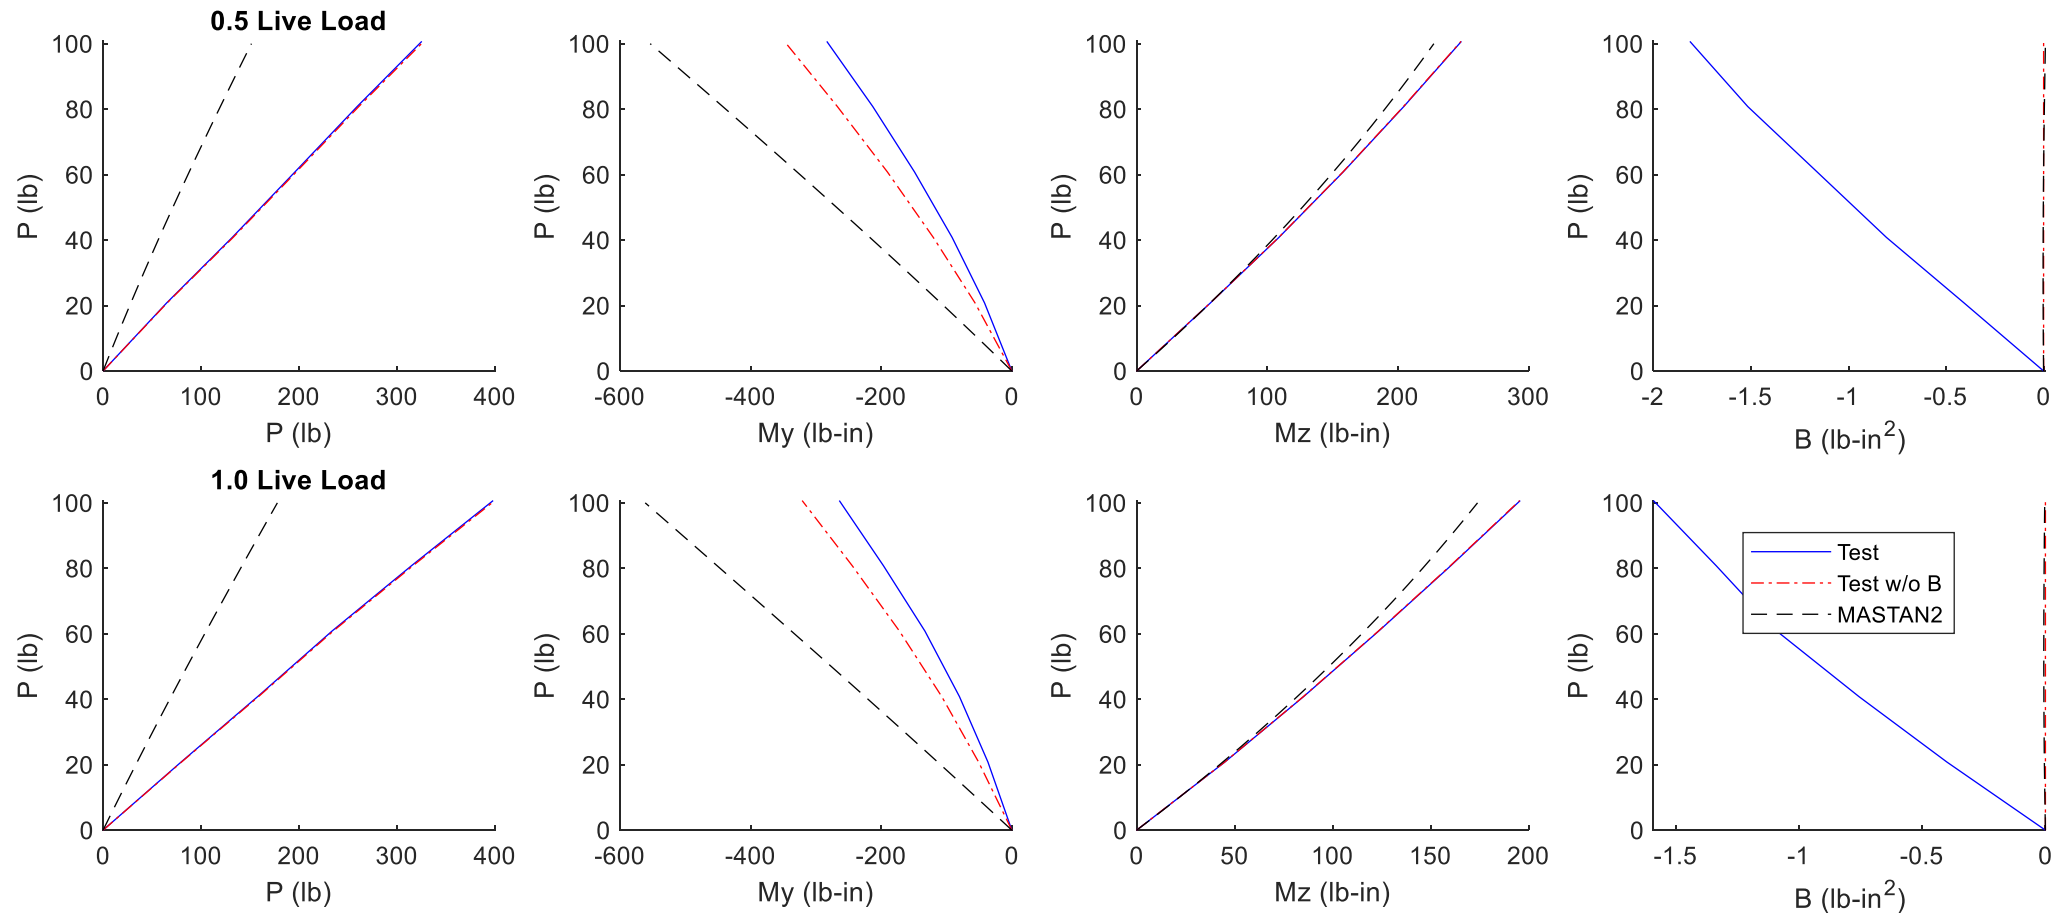 0.5 Live Load
100
80
60
40
20
0
P (lb)
0 100 200 300 400
P (lb)
100
80
60
40
20
0
P (lb)
-600 -400 -200 0
My (lb-in)
100
80
60
40
20
0
P (lb)
0 100 200 300
Mz (lb-in)
100
80
60
40
20
0
P (lb)
-2 -1.5 -1 -0.5 0
B (lb-in²)
1.0 Live Load
100
80
60
40
20
0
P (lb)
0 100 200 300 400
P (lb)
100
80
60
40
20
0
P (lb)
-600 -400 -200 0
My (lb-in)
100
80
60
40
20
0
P (lb)
0 50 100 150 200
Mz (lb-in)
100
80
60
40
20
0
P (lb)
Test
Test w/o B
MASTAN2
-1.5 -1 -0.5 0
B (lb-in²)